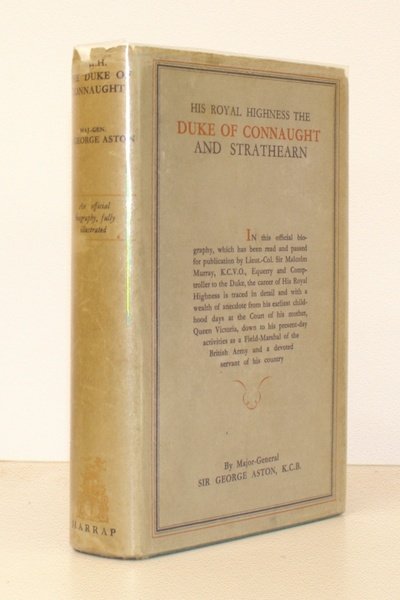 H.R.H.
THE DUKE OF
CONNAUGHT
MAJ-GEN.
GEORGE ASTON
An official
biography, fully
illustrated
HARRAP
HIS ROYAL HIGHNESS THE
DUKE OF CONNAUGHT
AND STRATHEARN
IN this official bio-
graphy, which has been read and passed
for publication by Lieut.-Col. Sir Malcolm
Murray, K.C.V.O., Equerry and Comp-
troller to the Duke, the career of His Royal
Highness is traced in detail and with a
wealth of anecdote from his earliest child-
hood days at the Court of his mother,
Queen Victoria, down to his present-day
activities as a Field-Marshal of the
British Army and a devoted
servant of his country
By Major-General
SIR GEORGE ASTON, K.C.B.